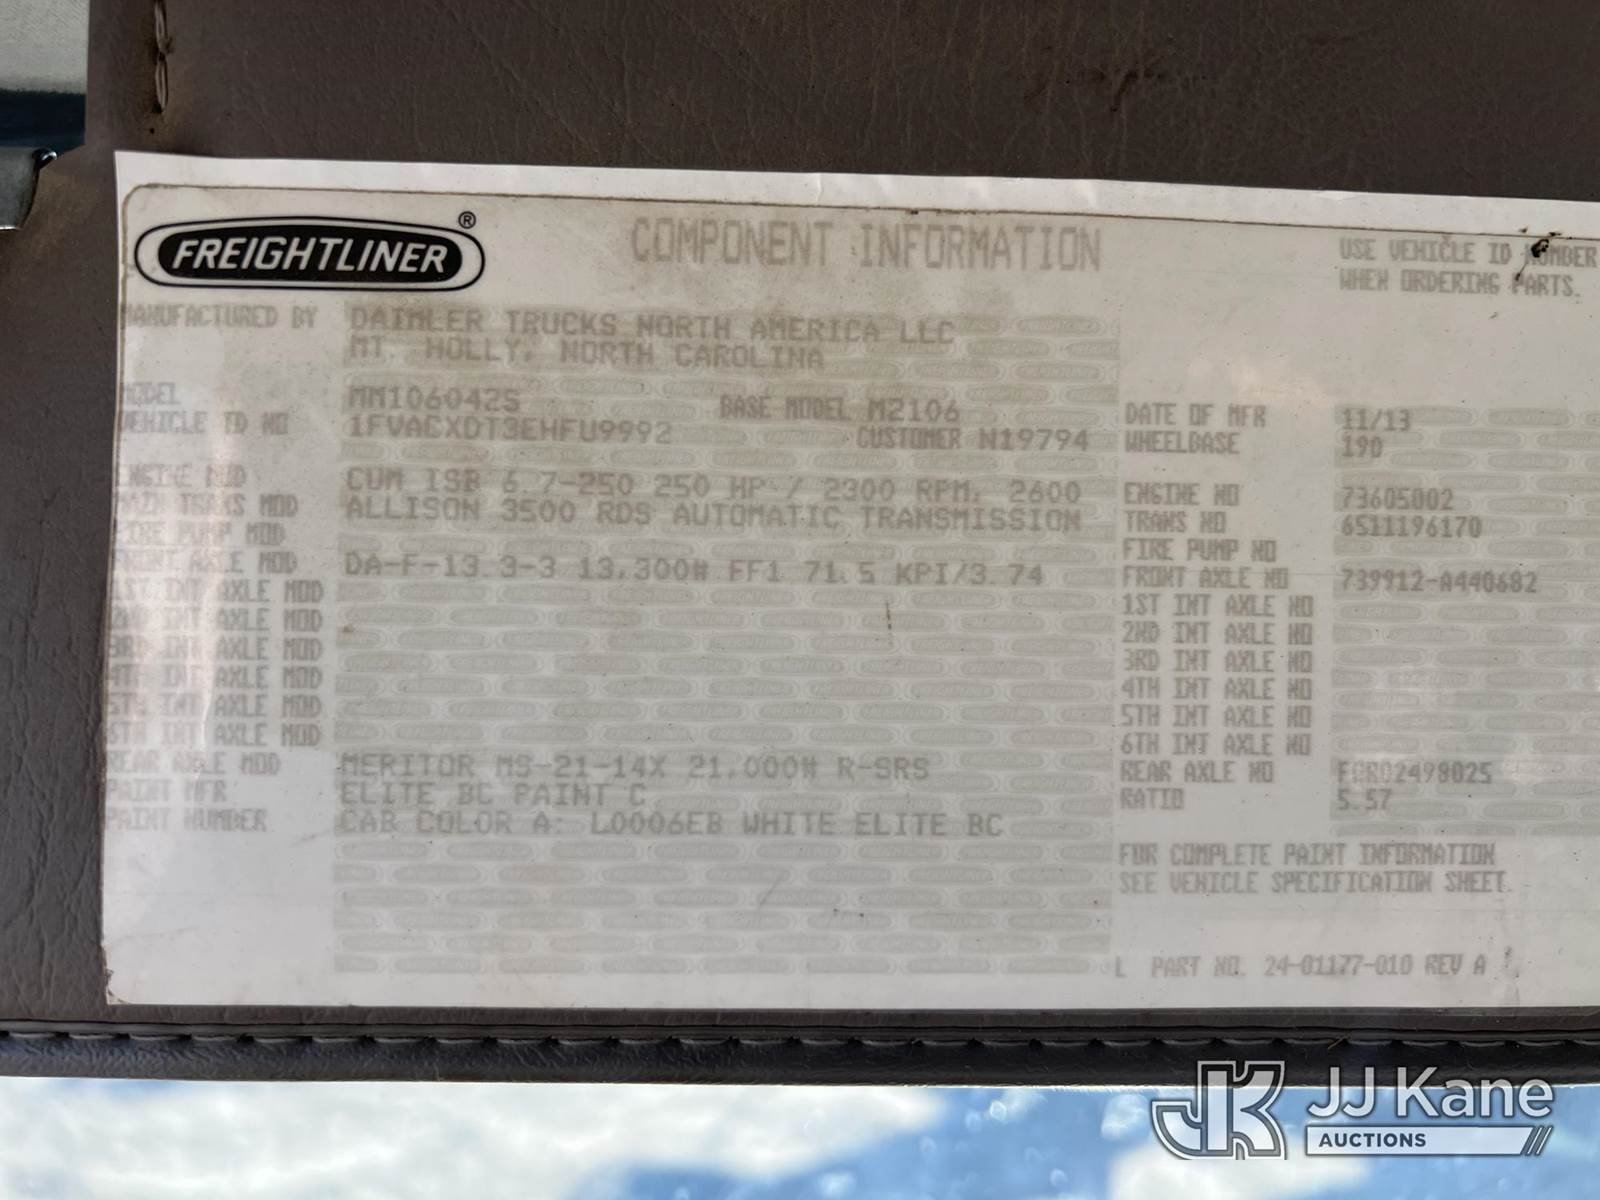 FREIGHTLINER ®
COMPONENT INFORMATION
USE VEHICLE ID NUMBER
WHEN ORDERING PARTS.
MANUFACTURED BY DAIMLER TRUCKS NORTH AMERICA LLC
MT. HOLLY, NORTH CAROLINA
MODEL MM106042S BASE MODEL M2106 DATE OF MFR 11/13
VEHICLE ID NO 1FVACXDT3EHFU9992 CUSTOMER N19794 WHEELBASE 190
ENGINE MOD CUM ISB 6.7-250 250 HP / 2300 RPM, 2600 ENGINE NO 73605002
MAIN TRANS MOD ALLISON 3500 RDS AUTOMATIC TRANSMISSION TRANS NO 6511196170
FIRE PUMP MOD FIRE PUMP NO
FRONT AXLE MOD DA-F-13.3-3 13,300# FF1 71.5 KPI/3.74 FRONT AXLE NO 739912-A440682
1ST INT AXLE MOD 1ST INT AXLE NO
2ND INT AXLE MOD 2ND INT AXLE NO
3RD INT AXLE MOD 3RD INT AXLE NO
4TH INT AXLE MOD 4TH INT AXLE NO
5TH INT AXLE MOD 5TH INT AXLE NO
6TH INT AXLE MOD 6TH INT AXLE NO
REAR AXLE MOD MERITOR MS-21-14X 21,000# R-SRS REAR AXLE NO FGR02498025
PAINT MFR ELITE BC PAINT C RATIO 5.57
PAINT NUMBER CAB COLOR A: L0006EB WHITE ELITE BC
FOR COMPLETE PAINT INFORMATION
SEE VEHICLE SPECIFICATION SHEET.
L PART NO. 24-01177-010 REV A
JK JJ Kane
AUCTIONS